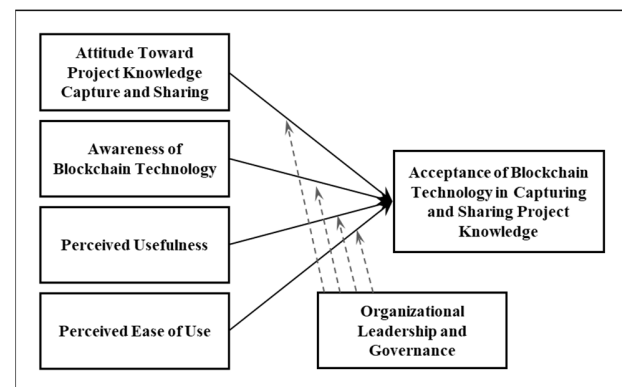 Attitude Toward
Project Knowledge
Capture and Sharing
Awareness of
Blockchain Technology
Perceived Usefulness
Perceived Ease of Use
Acceptance of Blockchain
Technology in Capturing
and Sharing Project
Knowledge
Organizational
Leadership and
Governance